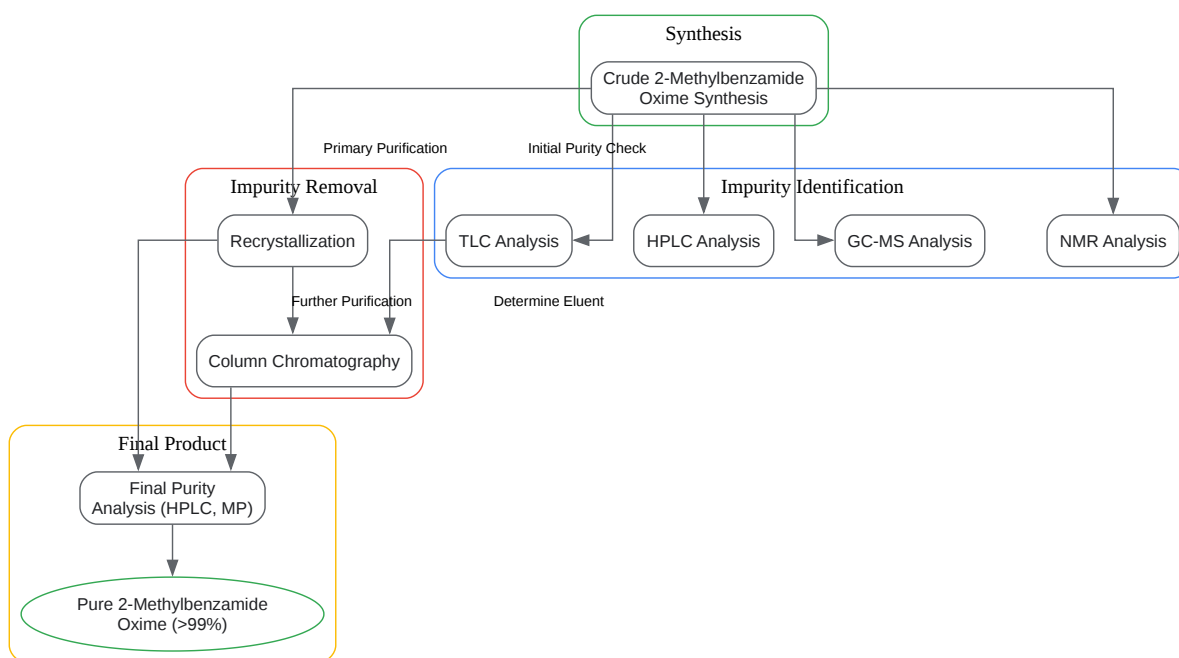 Synthesis
Crude 2-Methylbenzamide
Oxime Synthesis
Primary Purification
Initial Purity Check
Impurity Removal
Impurity Identification
Recrystallization
TLC Analysis
HPLC Analysis
GC-MS Analysis
NMR Analysis
Further Purification
Determine Eluent
Column Chromatography
Final Product
Final Purity
Analysis (HPLC, MP)
Pure 2-Methylbenzamide
Oxime (>99%)